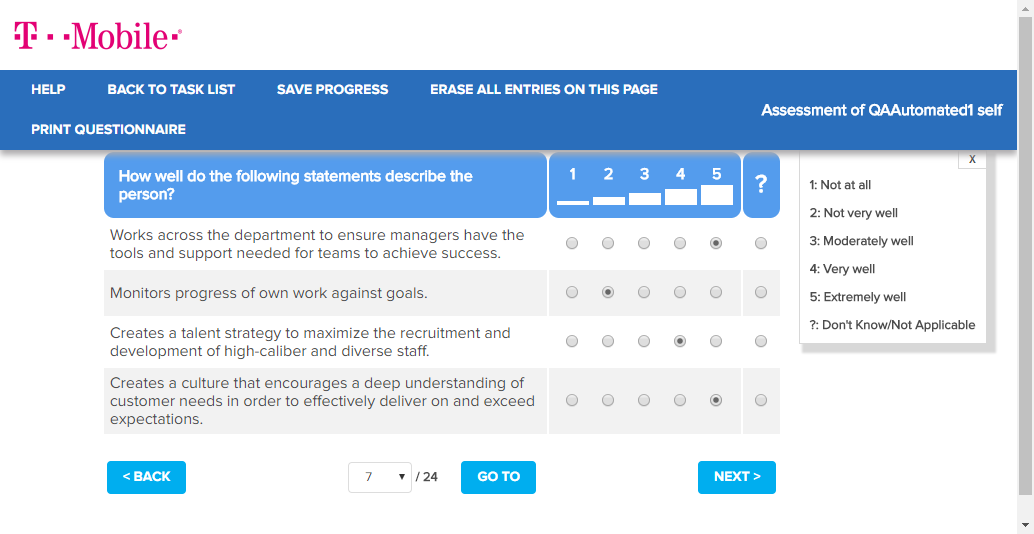 T··Mobile·®
HELP
BACK TO TASK LIST
SAVE PROGRESS
ERASE ALL ENTRIES ON THIS PAGE
PRINT QUESTIONNAIRE
Assessment of QAAutomated1 self
How well do the following statements describe the
person?
1 2 3 4 5
?
X
1: Not at all
2: Not very well
3: Moderately well
4: Very well
5: Extremely well
?: Don't Know/Not Applicable
Works across the department to ensure managers have the
tools and support needed for teams to achieve success.
Monitors progress of own work against goals.
Creates a talent strategy to maximize the recruitment and
development of high-caliber and diverse staff.
Creates a culture that encourages a deep understanding of
customer needs in order to effectively deliver on and exceed
expectations.
< BACK
7 / 24
GO TO
NEXT >